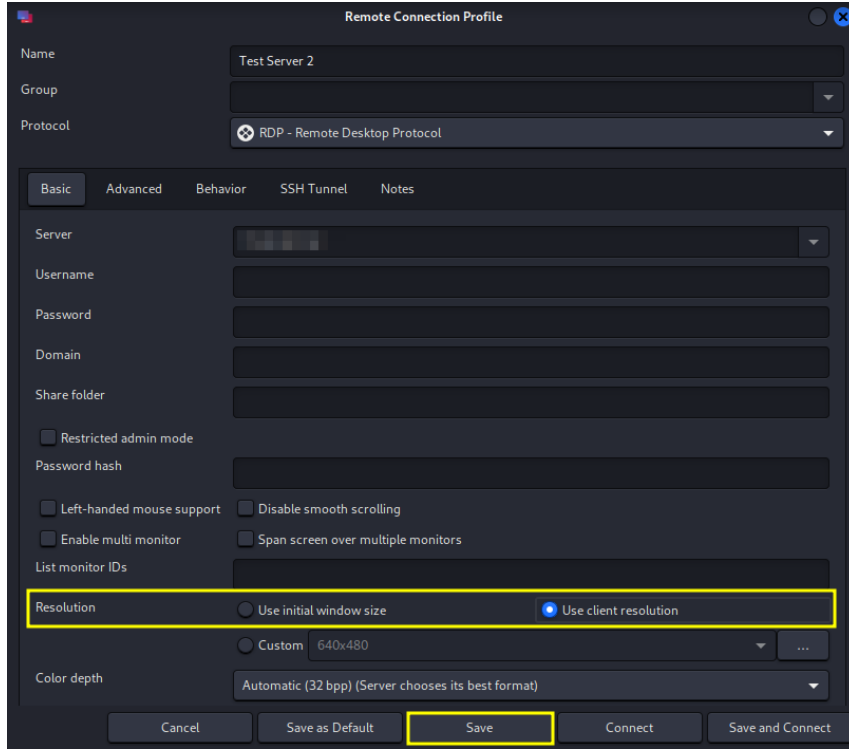 Remote Connection Profile
Name
Test Server 2
Group
Protocol
RDP - Remote Desktop Protocol
Basic Advanced Behavior SSH Tunnel Notes
Server
Username
Password
Domain
Share folder
Restricted admin mode
Password hash
Left-handed mouse support Disable smooth scrolling
Enable multi monitor Span screen over multiple monitors
List monitor IDs
Resolution Use initial window size Use client resolution
Custom 640x480 ...
Color depth
Automatic (32 bpp) (Server chooses its best format)
Cancel Save as Default Save Connect Save and Connect